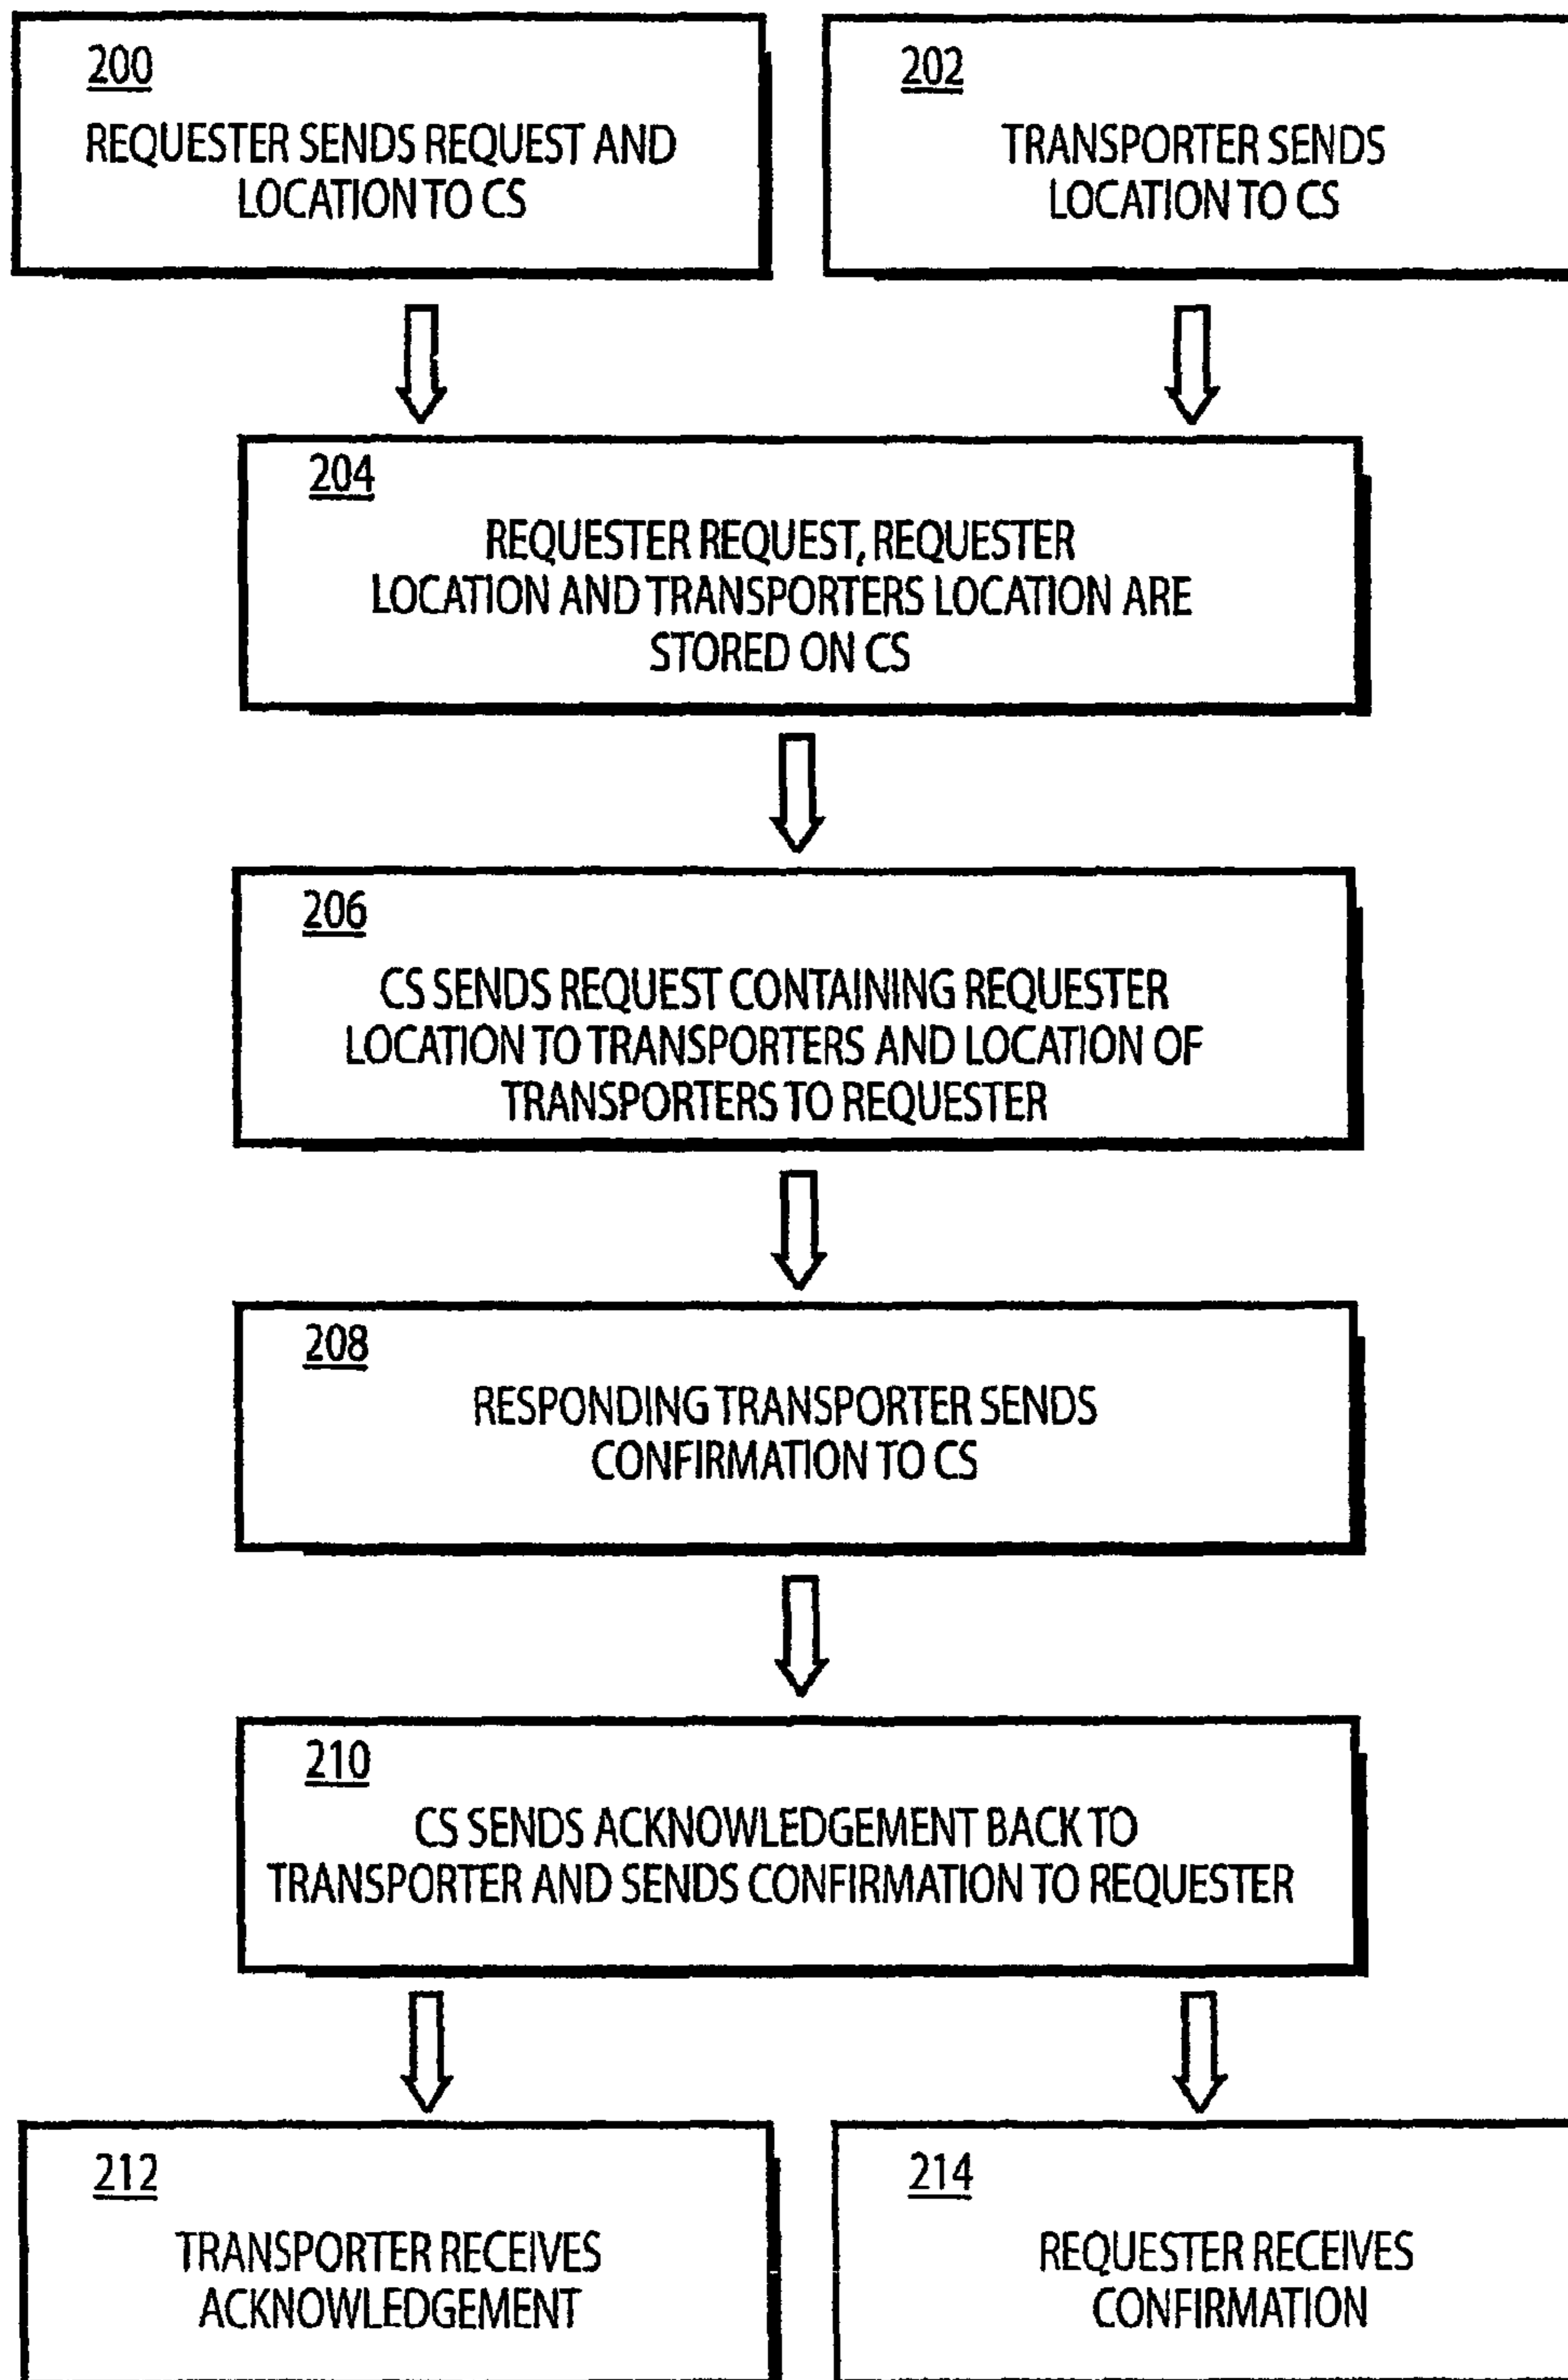 200
REQUESTER SENDS REQUEST AND
LOCATION TO CS
202
TRANSPORTER SENDS
LOCATION TO CS
204
REQUESTER REQUEST, REQUESTER
LOCATION AND TRANSPORTERS LOCATION ARE
STORED ON CS
206
CS SENDS REQUEST CONTAINING REQUESTER
LOCATION TO TRANSPORTERS AND LOCATION OF
TRANSPORTERS TO REQUESTER
208
RESPONDING TRANSPORTER SENDS
CONFIRMATION TO CS
210
CS SENDS ACKNOWLEDGEMENT BACK TO
TRANSPORTER AND SENDS CONFIRMATION TO REQUESTER
212
TRANSPORTER RECEIVES
ACKNOWLEDGEMENT
214
REQUESTER RECEIVES
CONFIRMATION